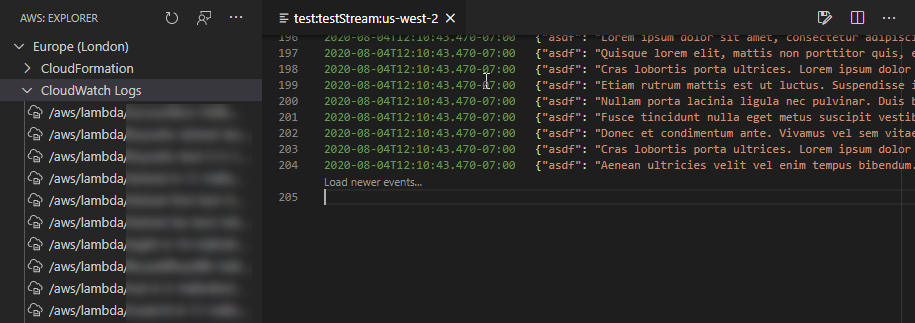 AWS: EXPLORER
Europe (London)
CloudFormation
CloudWatch Logs
/aws/lambda/
/aws/lambda/
/aws/lambda/
/aws/lambda/
/aws/lambda/
/aws/lambda/
/aws/lambda/
/aws/lambda/
/aws/lambda/
/aws/lambda/
test:testStream:us-west-2
196 2020-08-04T12:10:43.470-07:00 {"asdf": "Lorem ipsum dolor sit amet, consectetur adipisci
197 2020-08-04T12:10:43.470-07:00 {"asdf": "Quisque lorem elit, mattis non porttitor quis, e
198 2020-08-04T12:10:43.470-07:00 {"asdf": "Cras lobortis porta ultrices. Lorem ipsum dolor
199 2020-08-04T12:10:43.470-07:00 {"asdf": "Etiam rutrum mattis est ut luctus. Suspendisse i
200 2020-08-04T12:10:43.470-07:00 {"asdf": "Nullam porta lacinia ligula nec pulvinar. Duis b
201 2020-08-04T12:10:43.470-07:00 {"asdf": "Fusce tincidunt nulla eget metus suscipit vestib
202 2020-08-04T12:10:43.470-07:00 {"asdf": "Donec et condimentum ante. Vivamus vel sem vitae
203 2020-08-04T12:10:43.470-07:00 {"asdf": "Cras lobortis porta ultrices. Lorem ipsum dolor
204 2020-08-04T12:10:43.470-07:00 {"asdf": "Aenean ultricies velit vel enim tempus bibendum.
Load newer events...
205